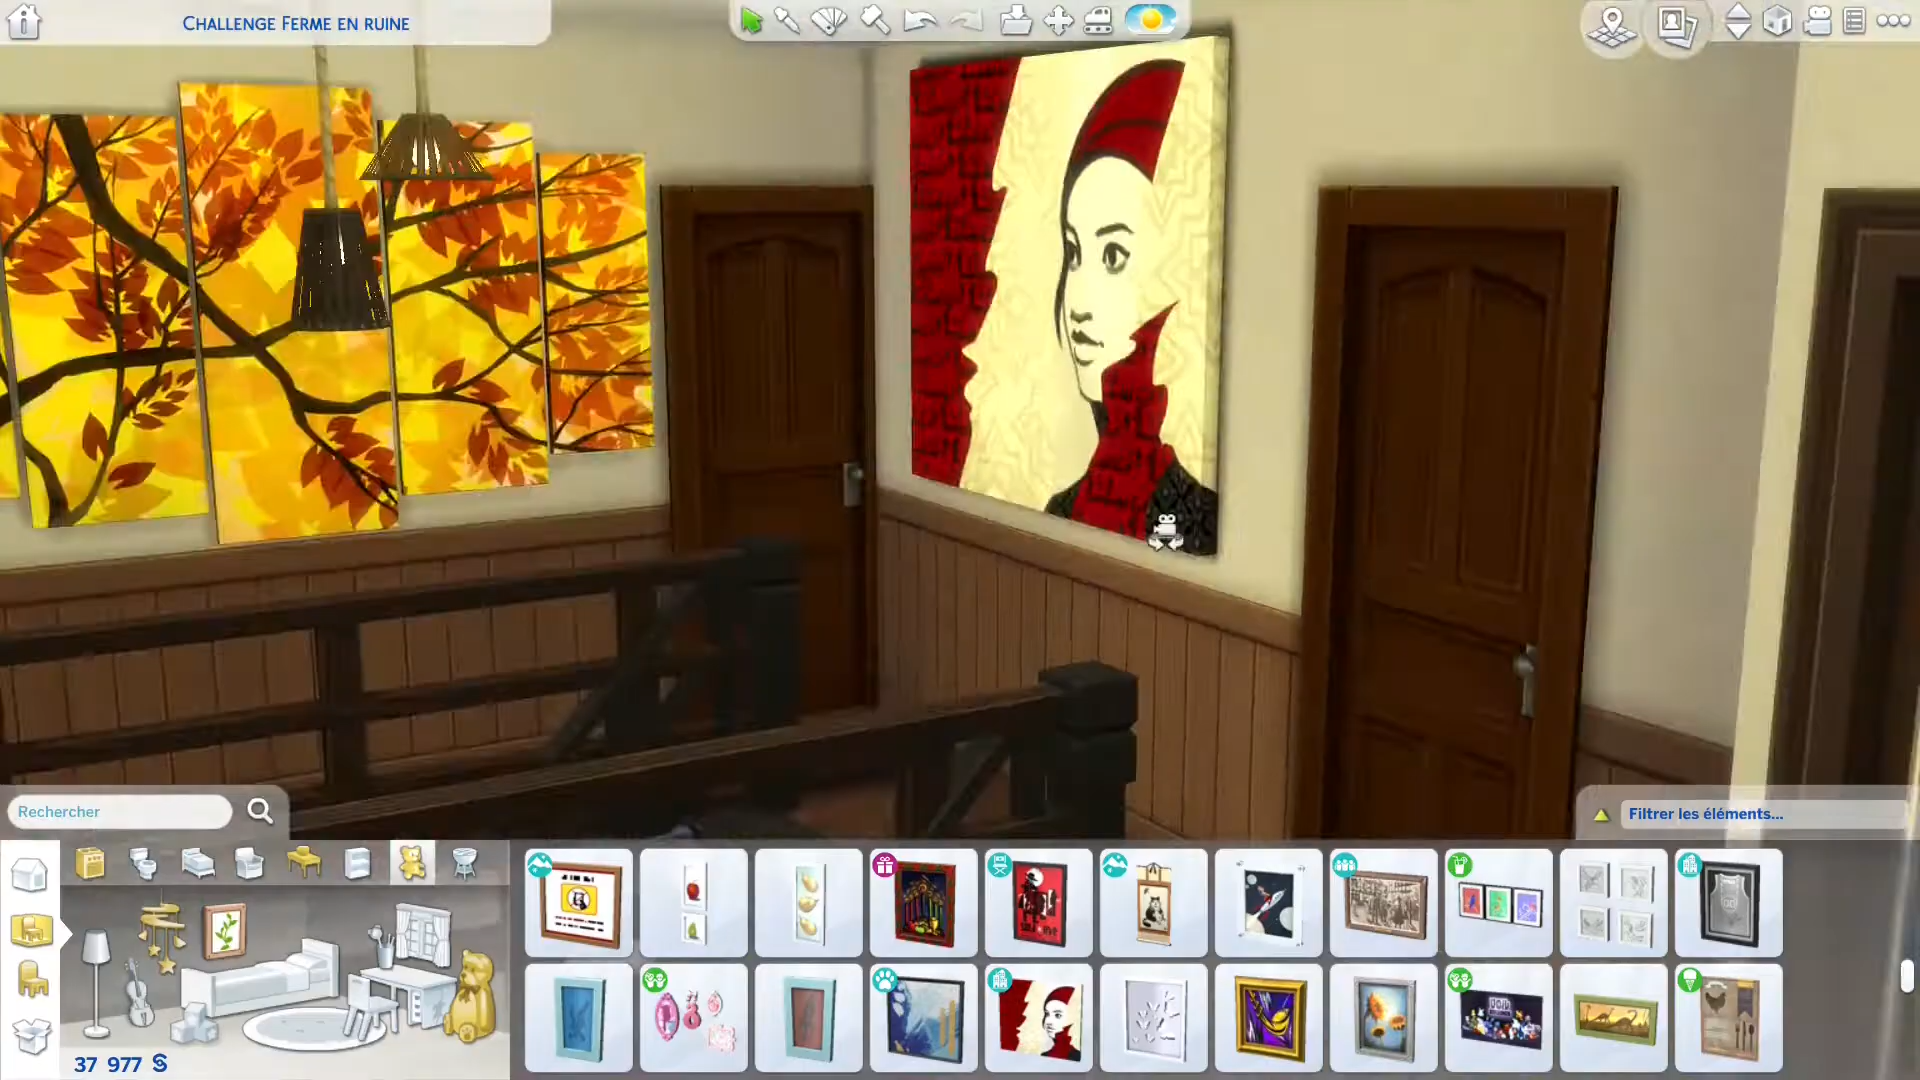 CHALLENGE FERME EN RUINE
Rechercher
Filtrer les éléments...
37 977 §